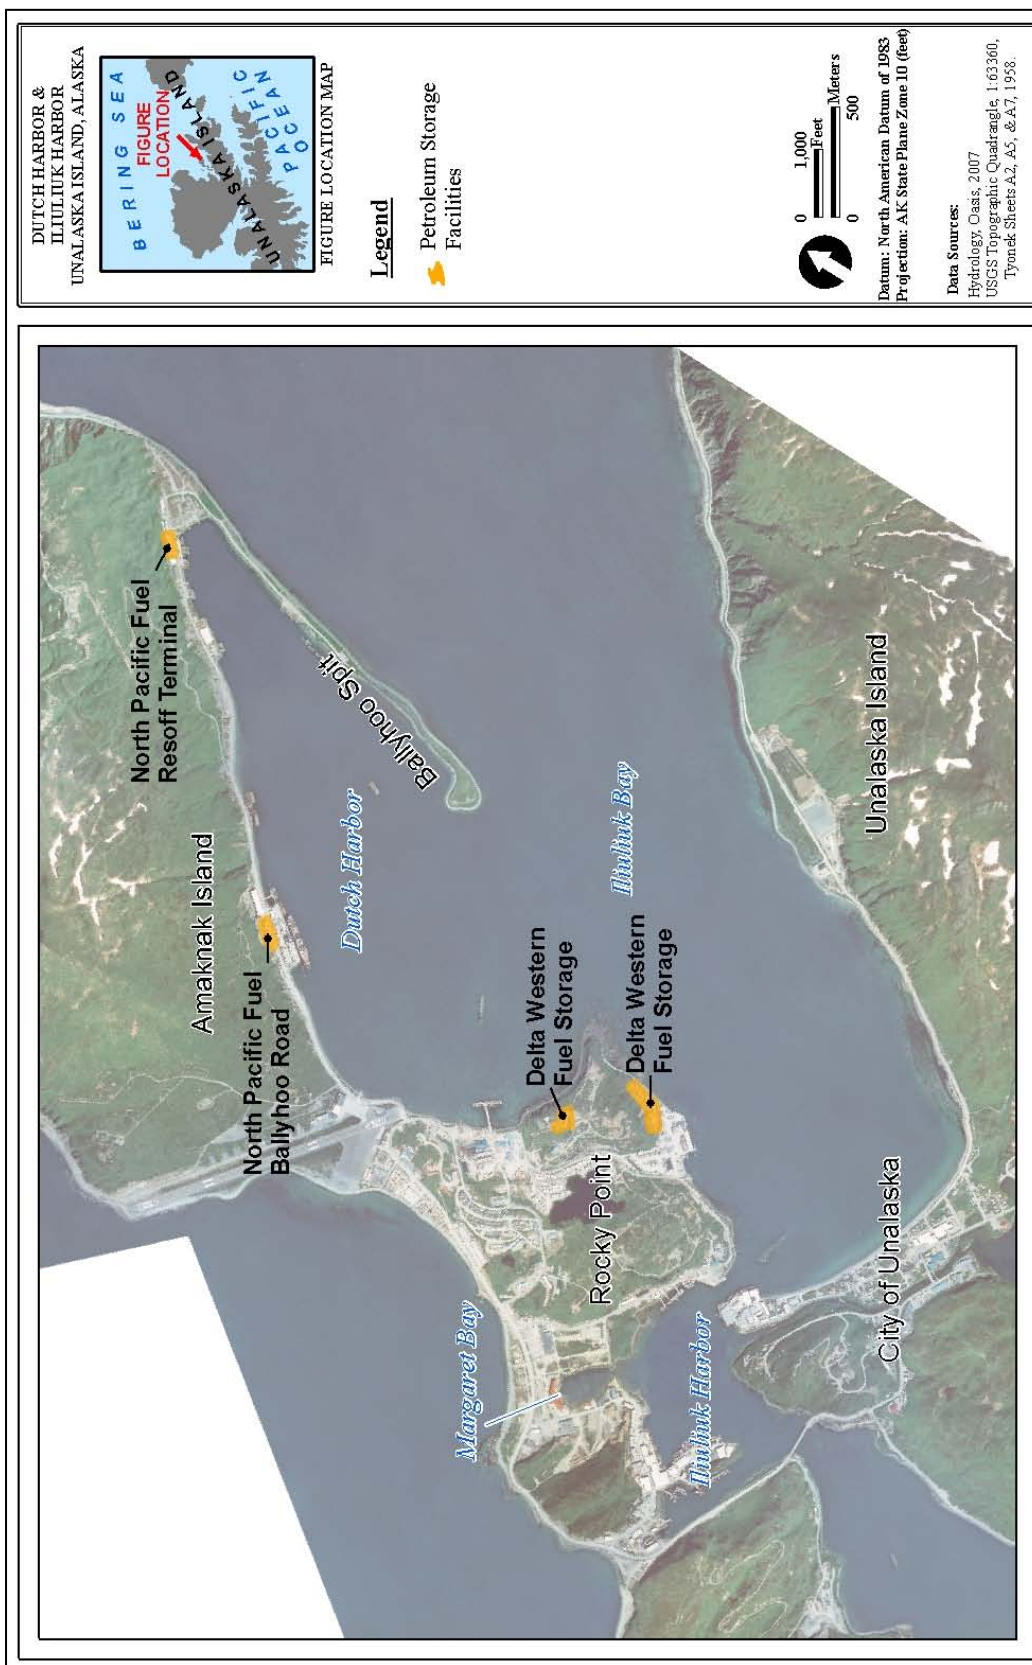 DUTCH HARBOR &
ILIULIUK HARBOR
UNALASKA ISLAND, ALASKA
BERING SEA
FIGURE
LOCATION
UNALASKA ISLAND
PACIFIC
OCEAN
FIGURE LOCATION MAP
Legend
Petroleum Storage
Facilities
0 1,000
Feet
Meters
0 500
Datum: North American Datum of 1983
Projection: AK State Plane Zone 10 (feet)
Data Sources:
Hydrology, Oasis, 2007
USGS Topographic Quadrangle, 1:63360,
Tyonek Sheets A2, A5, & A7, 1958.
North Pacific Fuel
Resoff Terminal
Amaknak Island
North Pacific Fuel
Ballyhoo Road
Ballyhoo Spit
Dutch Harbor
Iliuliuk Bay
Delta Western
Fuel Storage
Delta Western
Fuel Storage
Rocky Point
Margaret Bay
Iliuliuk Harbor
City of Unalaska
Unalaska Island